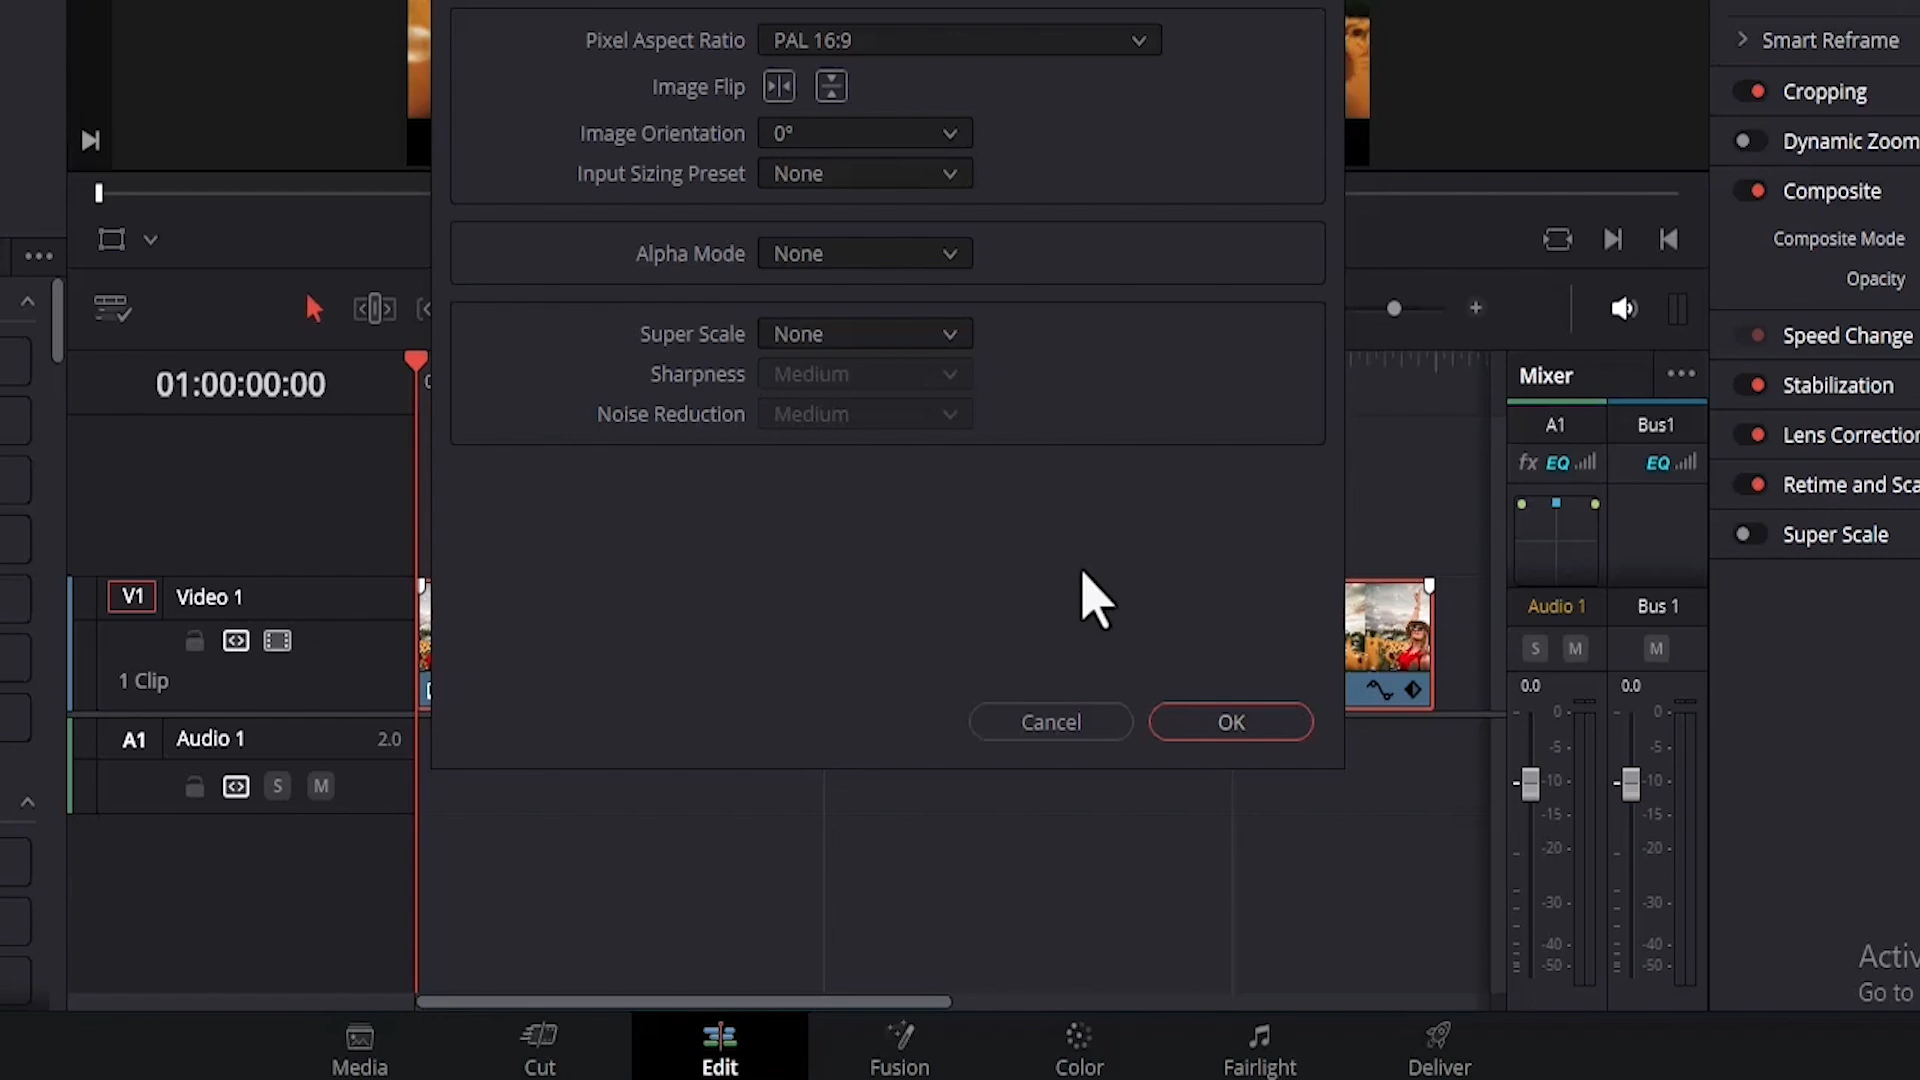 Pixel Aspect Ratio PAL 16:9
Image Flip
Image Orientation 0°
Input Sizing Preset None
Alpha Mode None
Super Scale None
Sharpness Medium
Noise Reduction Medium
Cancel OK
Smart Reframe
Cropping
Dynamic Zoom
Composite
Composite Mode
Opacity
Speed Change
Stabilization
Lens Correction
Retime and Sca
Super Scale
01:00:00:00
V1 Video 1
1 Clip
A1 Audio 1 2.0
S M
Mixer
A1 Bus1
fx EQ EQ
Audio 1 Bus 1
S M M
0.0 0.0
0- 0-
-5- -5-
-10- -10-
-15- -15-
-20- -20-
-30- -30-
-40- -40-
-50- -50-
Activ
Go to
Media Cut Edit Fusion Color Fairlight Deliver